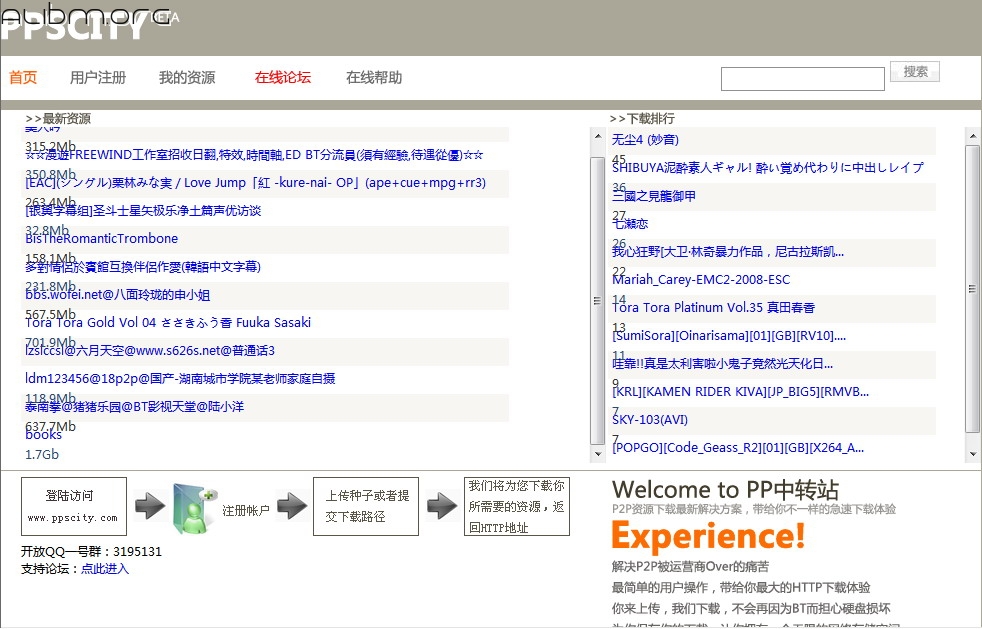 PPSCITY BETA
首页 用户注册 我的资源 在线论坛 在线帮助 搜索
>>最新资源
315.2Mb
☆☆漫遊FREEWIND工作室招收日翻,特效,時間軸,ED BT分流員(須有經驗,待遇從優)☆☆
350.8Mb
[EAC](シングル)栗林みな実 / Love Jump「紅 -kure-nai- OP」(ape+cue+mpg+rr3)
263.4Mb
[银奥字幕组]圣斗士星矢极乐净土篇声优访谈
32.8Mb
BisTheRomanticTrombone
158.1Mb
多對情侶於賓館互換伴侶作愛(韓語中文字幕)
231.8Mb
bbs.wofei.net@八面玲珑的申小姐
567.5Mb
Tora Tora Gold Vol 04 ささきふう香 Fuuka Sasaki
701.9Mb
lzslccsl@六月天空@www.s626s.net@普通话3
ldm123456@18p2p@国产-湖南城市学院某老师家庭自摄
118.9Mb
泰南拳@猪猪乐园@BT影视天堂@陆小洋
637.7Mb
books
1.7Gb
>>下载排行
无尘4 (妙音)
45
SHIBUYA泥酔素人ギャル! 酔い覚め代わりに中出しレイプ
36
三國之見龍御甲
27
七瀬恋
26
我心狂野[大卫·林奇暴力作品，尼古拉斯凯...
22
Mariah_Carey-EMC2-2008-ESC
14
Tora Tora Platinum Vol.35 真田春香
13
[SumiSora][Oinarisama][01][GB][RV10]....
11
哇靠!!真是太利害啦小鬼子竟然光天化日...
9
[KRL][KAMEN RIDER KIVA][JP_BIG5][RMVB...
7
SKY-103(AVI)
7
[POPGO][Code_Geass_R2][01][GB][X264_A...
登陆访问
www.ppscity.com
注册帐户
上传种子或者提
交下载路径
我们将为您下载你
所需要的资源，返
回HTTP地址
开放QQ一号群：3195131
支持论坛：点此进入
Welcome to PP中转站
P2P资源下载最新解决方案，带给你不一样的急速下载体验
Experience!
解决P2P被运营商Over的痛苦
最简单的用户操作，带给你最大的HTTP下载体验
你来上传，我们下载，不会再因为BT而担心硬盘损坏